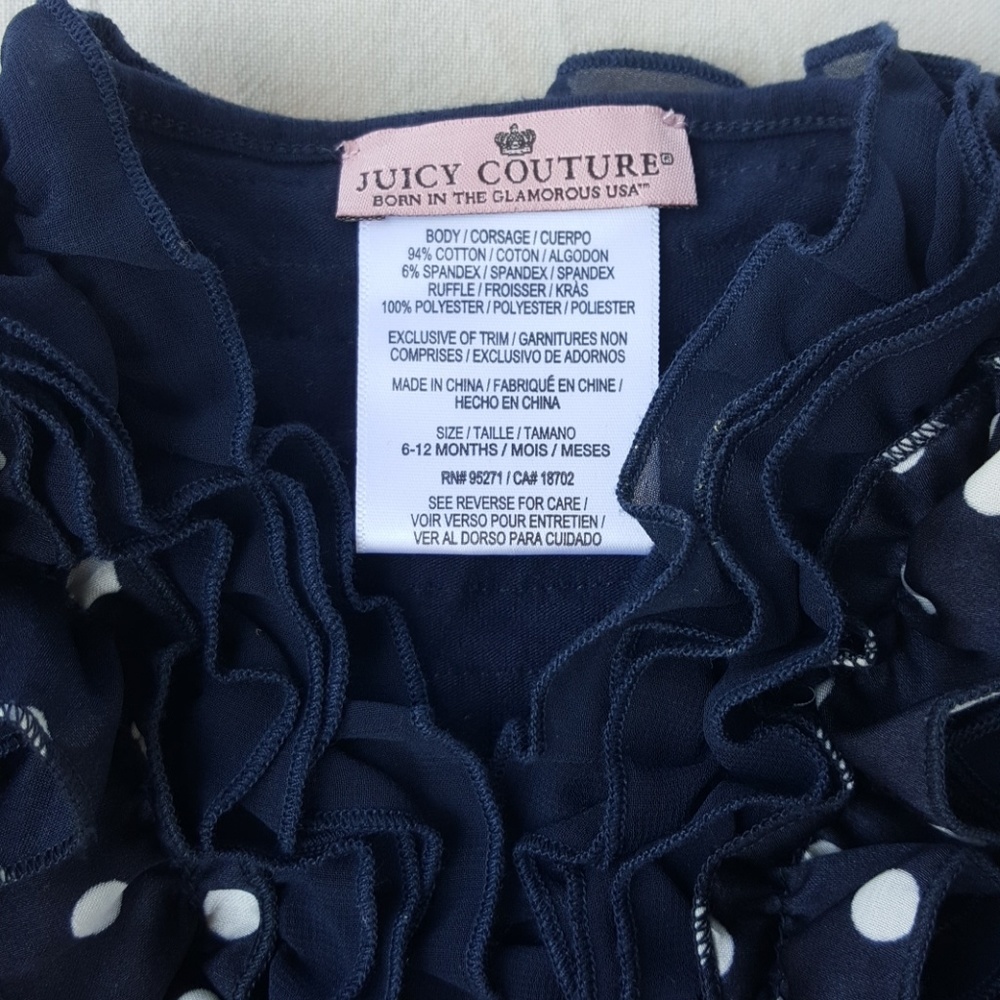 JUICY COUTURE®
BORN IN THE GLAMOROUS USA™
BODY / CORSAGE / CUERPO
94% COTTON / COTON / ALGODON
6% SPANDEX / SPANDEX / SPANDEX
RUFFLE / FROISSER / KRÀS
100% POLYESTER / POLYESTER / POLIESTER
EXCLUSIVE OF TRIM / GARNITURES NON
COMPRISES / EXCLUSIVO DE ADORNOS
MADE IN CHINA / FABRIQUÉ EN CHINE /
HECHO EN CHINA
SIZE / TAILLE / TAMANO
6-12 MONTHS / MOIS / MESES
RN# 95271 / CA# 18702
SEE REVERSE FOR CARE /
VOIR VERSO POUR ENTRETIEN /
VER AL DORSO PARA CUIDADO